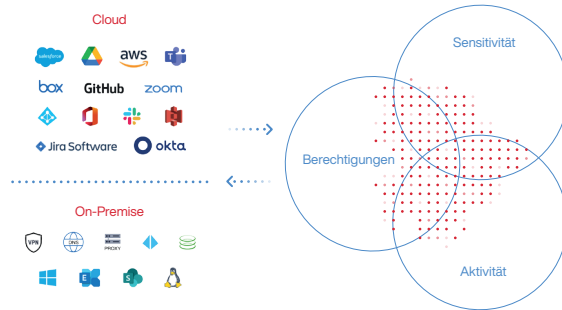 Cloud
salesforce
aws
box GitHub zoom
Jira Software okta
On-Premise
VPN DNS PROXY
Sensitivität
Berechtigungen
Aktivität